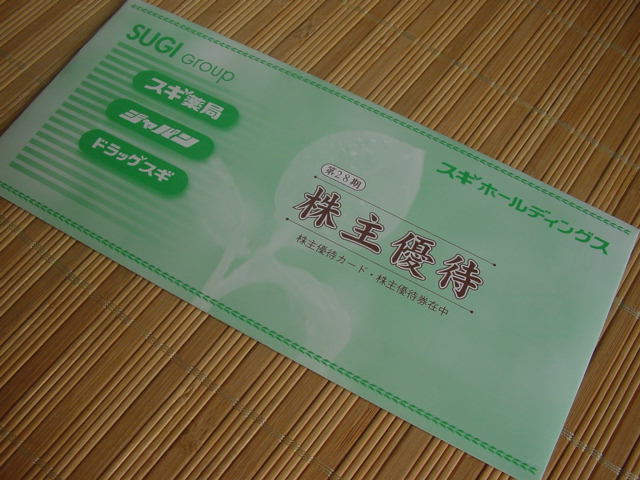 SUGI Group
スギ薬局
ジャパン
ドラッグスギ
スギホールディングス
第28期
株主優待
株主優待カード・株主優待券在中